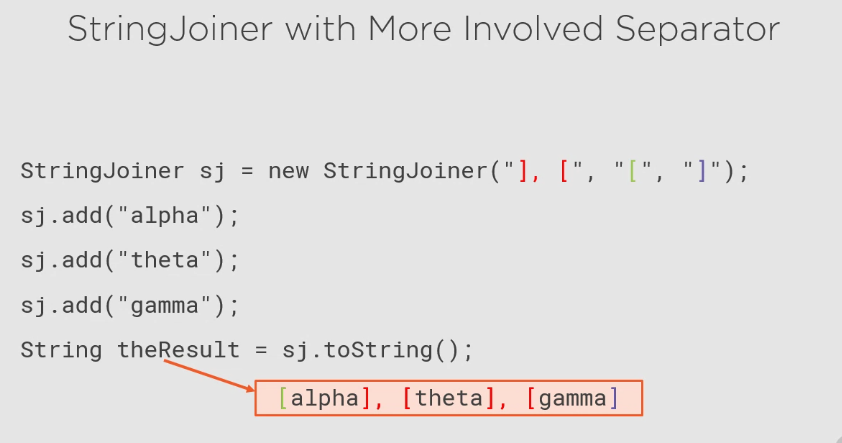 StringJoiner with More Involved Separator
StringJoiner sj = new StringJoiner("], [", "[", "]");
sj.add("alpha");
sj.add("theta");
sj.add("gamma");
String theResult = sj.toString();
[alpha], [theta], [gamma]